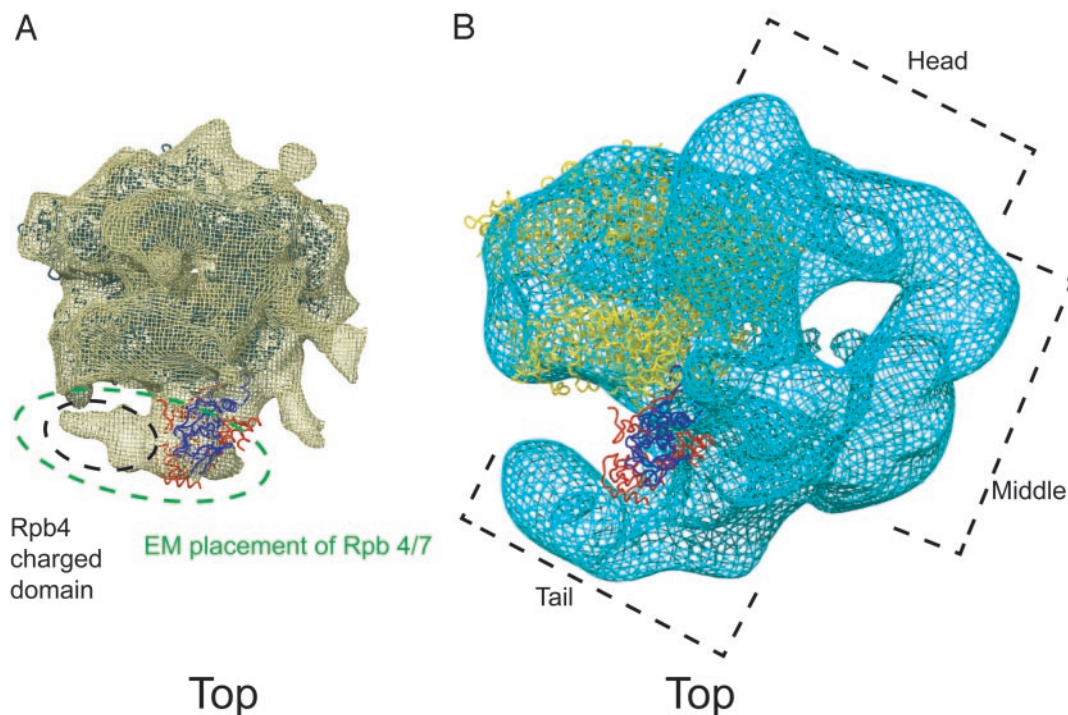 A
B
Head
Rpb4
charged
domain
EM placement of Rpb 4/7
Middle
Tail
Top
Top